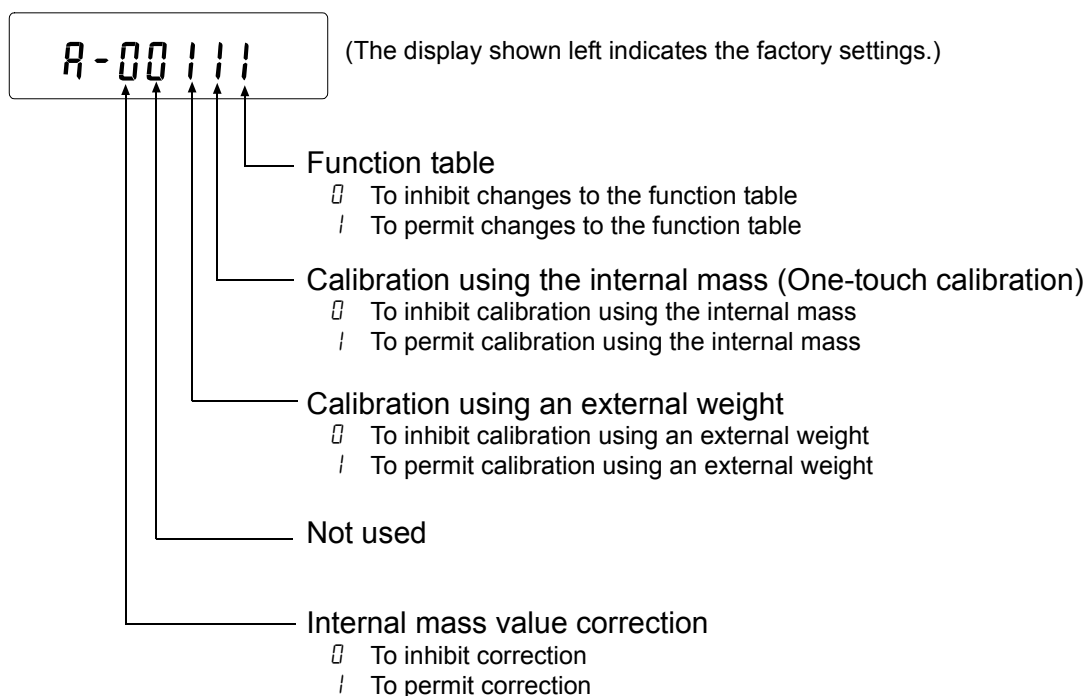 A-00111
(The display shown left indicates the factory settings.)
Function table
0 To inhibit changes to the function table
1 To permit changes to the function table
Calibration using the internal mass (One-touch calibration)
0 To inhibit calibration using the internal mass
1 To permit calibration using the internal mass
Calibration using an external weight
0 To inhibit calibration using an external weight
1 To permit calibration using an external weight
Not used
Internal mass value correction
0 To inhibit correction
1 To permit correction